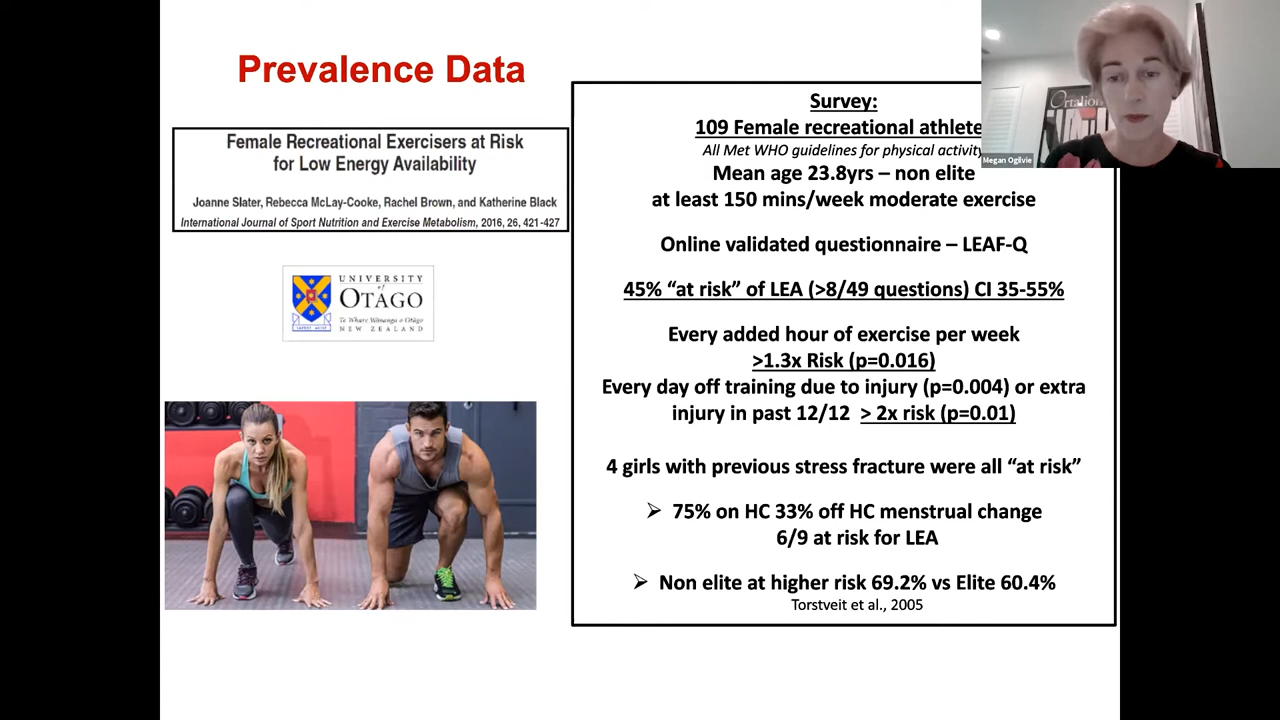 Prevalence Data
Female Recreational Exercisers at Risk
for Low Energy Availability
Joanne Slater, Rebecca McLay-Cooke, Rachel Brown, and Katherine Black
International Journal of Sport Nutrition and Exercise Metabolism, 2016, 26, 421-427
UNIVERSITY
of
OTAGO
Te Whare Wānanga o Otāgo
NEW ZEALAND
Survey:
109 Female recreational athlete
All Met WHO guidelines for physical activity
Mean age 23.8yrs – non elite
at least 150 mins/week moderate exercise
Online validated questionnaire – LEAF-Q
45% “at risk” of LEA (>8/49 questions) CI 35-55%
Every added hour of exercise per week
>1.3x Risk (p=0.016)
Every day off training due to injury (p=0.004) or extra
injury in past 12/12 > 2x risk (p=0.01)
4 girls with previous stress fracture were all “at risk”
➢ 75% on HC 33% off HC menstrual change
6/9 at risk for LEA
➢ Non elite at higher risk 69.2% vs Elite 60.4%
Torstveit et al., 2005
Ortalion
Megan Ogilvie